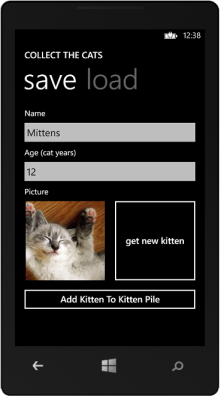 12:38
COLLECT THE CATS
save load
Name
Mittens
Age (cat years)
12
Picture
get new kitten
Add Kitten To Kitten Pile